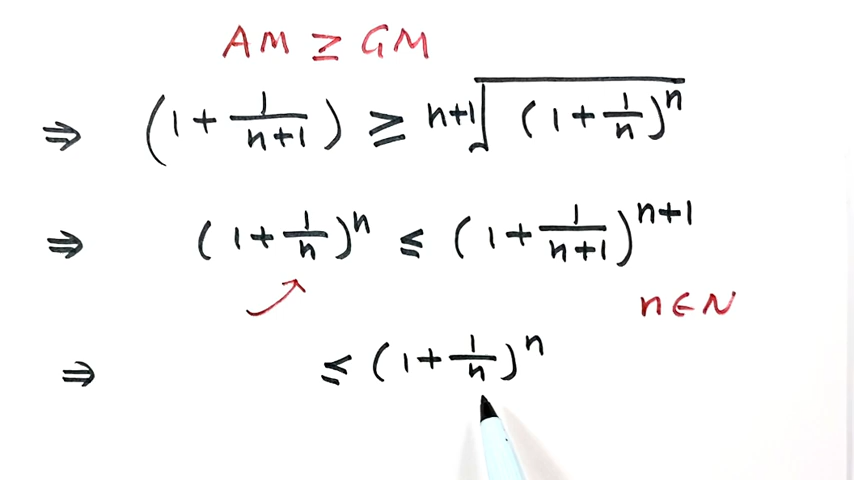 AM ≥ GM
⇒ (1 + 1/(n+1)) ≥ ⁿ⁺¹√((1 + 1/n)ⁿ)
⇒ (1 + 1/n)ⁿ ≤ (1 + 1/(n+1))ⁿ⁺¹
n ∈ N
⇒ ≤ (1 + 1/n)ⁿ